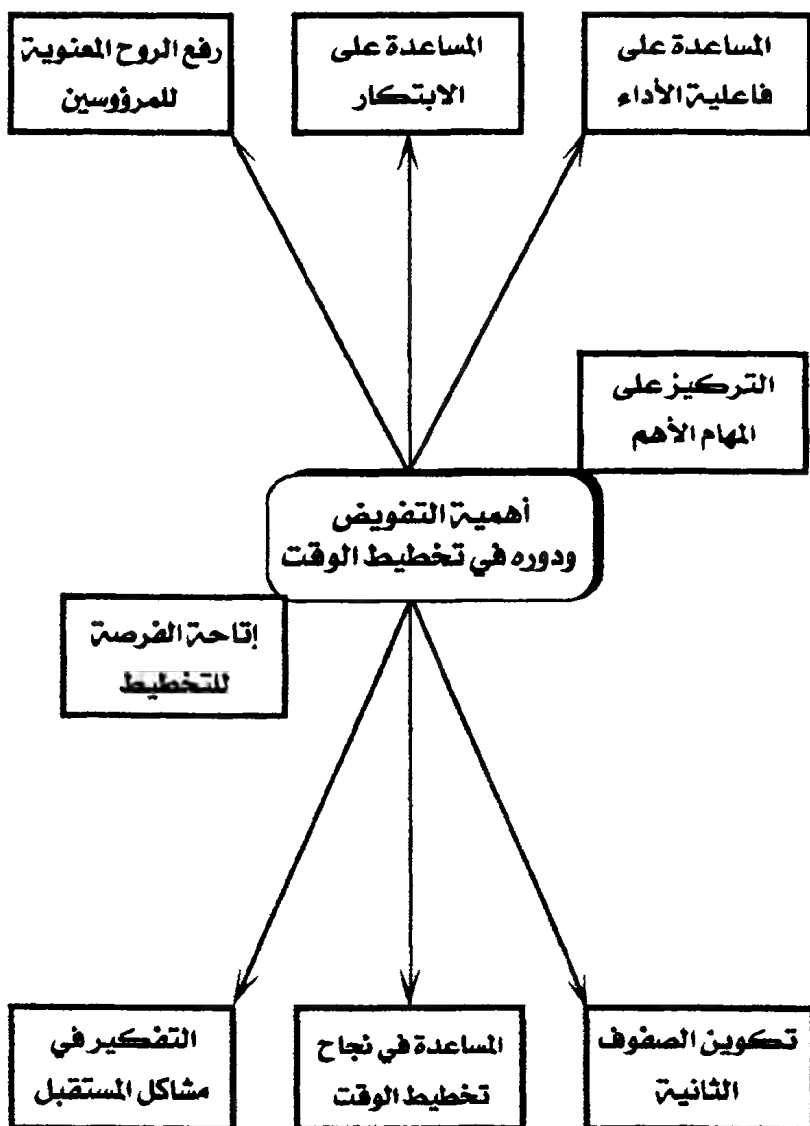 المساعدة على
فاعلية الأداء
المساعدة على
الابتكار
رفع الروح المعنوية
للمرؤوسين
التركيز على
المهام الأهم
أهمية التفويض
ودوره في تخطيط الوقت
إتاحة الفرصة
للتخطيط
تكوين الصفوف
الثانية
المساعدة في نجاح
تخطيط الوقت
التفكير في
مشاكل المستقبل